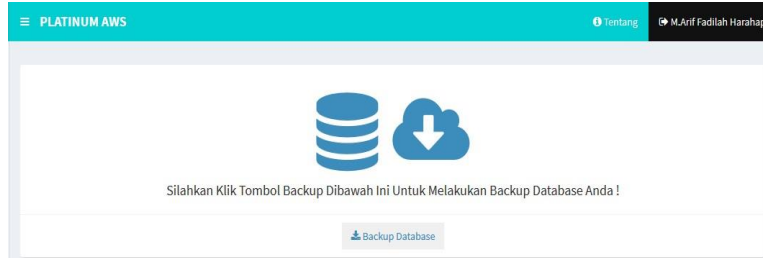 PLATINUM AWS
Tentang
M.Arif Fadilah Harahap
Silahkan Klik Tombol Backup Dibawah Ini Untuk Melakukan Backup Database Anda !
Backup Database